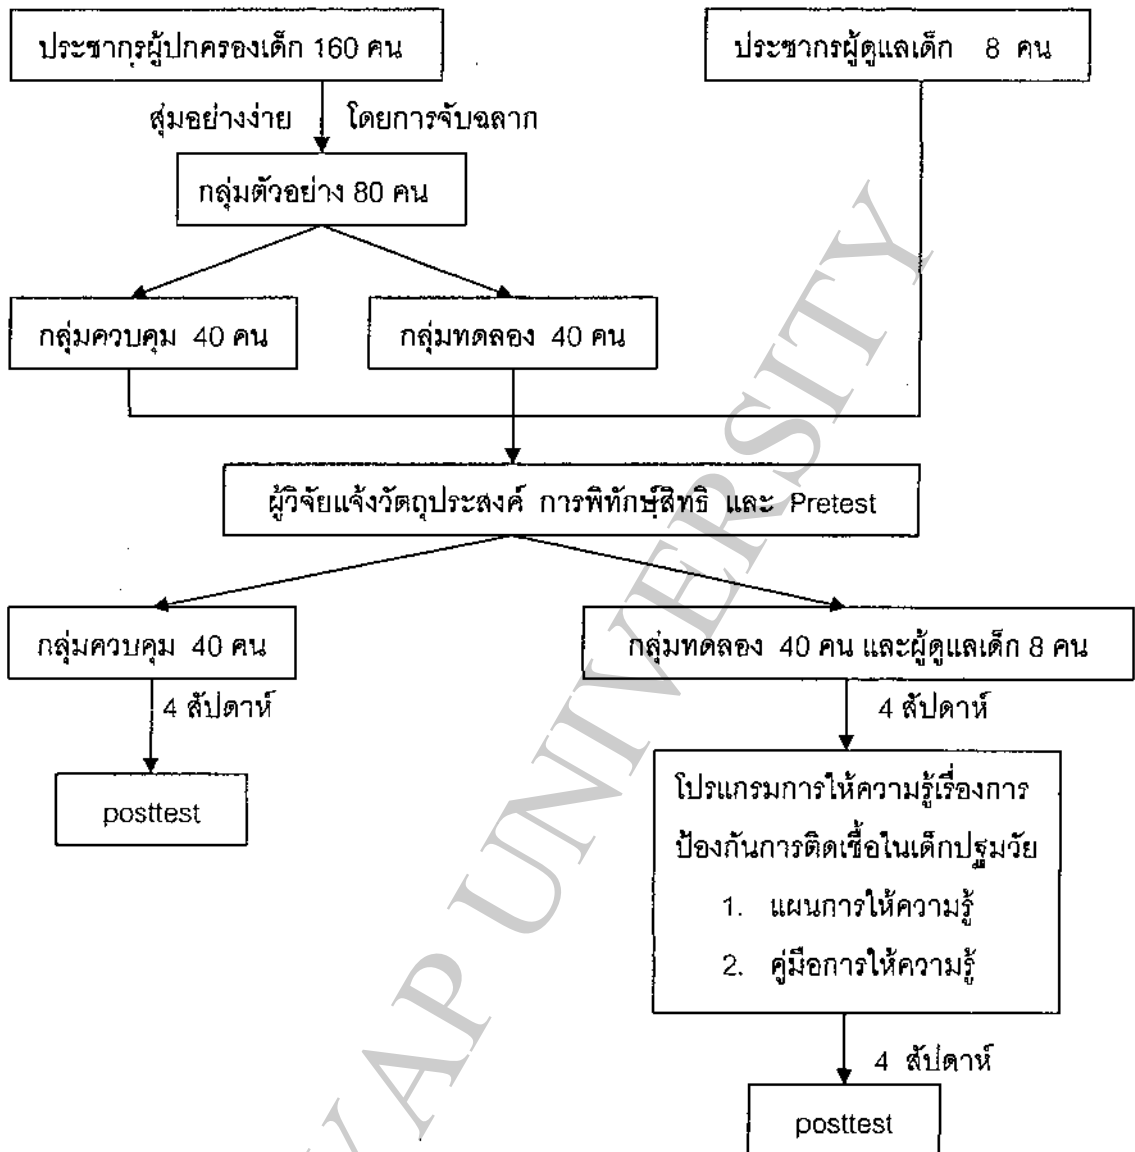 ประชากรผู้ปกครองเด็ก 160 คน
ประชากรผู้ดูแลเด็ก 8 คน
สุ่มอย่างง่าย โดยการจับฉลาก
กลุ่มตัวอย่าง 80 คน
กลุ่มควบคุม 40 คน
กลุ่มทดลอง 40 คน
ผู้วิจัยแจ้งวัตถุประสงค์ การพิทักษ์สิทธิ และ Pretest
กลุ่มควบคุม 40 คน
กลุ่มทดลอง 40 คน และผู้ดูแลเด็ก 8 คน
4 สัปดาห์
4 สัปดาห์
posttest
โปรแกรมการให้ความรู้เรื่องการ
ป้องกันการติดเชื้อในเด็กปฐมวัย
1. แผนการให้ความรู้
2. คู่มือการให้ความรู้
4 สัปดาห์
posttest
YAP UNIVERSITY